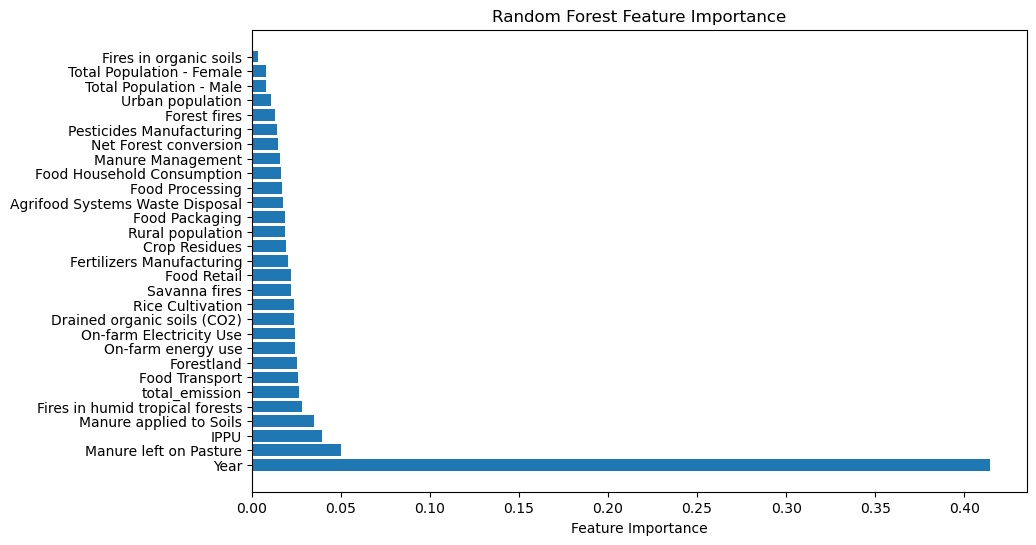 Random Forest Feature Importance
Fires in organic soils
Total Population - Female
Total Population - Male
Urban population
Forest fires
Pesticides Manufacturing
Net Forest conversion
Manure Management
Food Household Consumption
Food Processing
Agrifood Systems Waste Disposal
Food Packaging
Rural population
Crop Residues
Fertilizers Manufacturing
Food Retail
Savanna fires
Rice Cultivation
Drained organic soils (CO2)
On-farm Electricity Use
On-farm energy use
Forestland
Food Transport
total_emission
Fires in humid tropical forests
Manure applied to Soils
IPPU
Manure left on Pasture
Year
0.00 0.05 0.10 0.15 0.20 0.25 0.30 0.35 0.40
Feature Importance